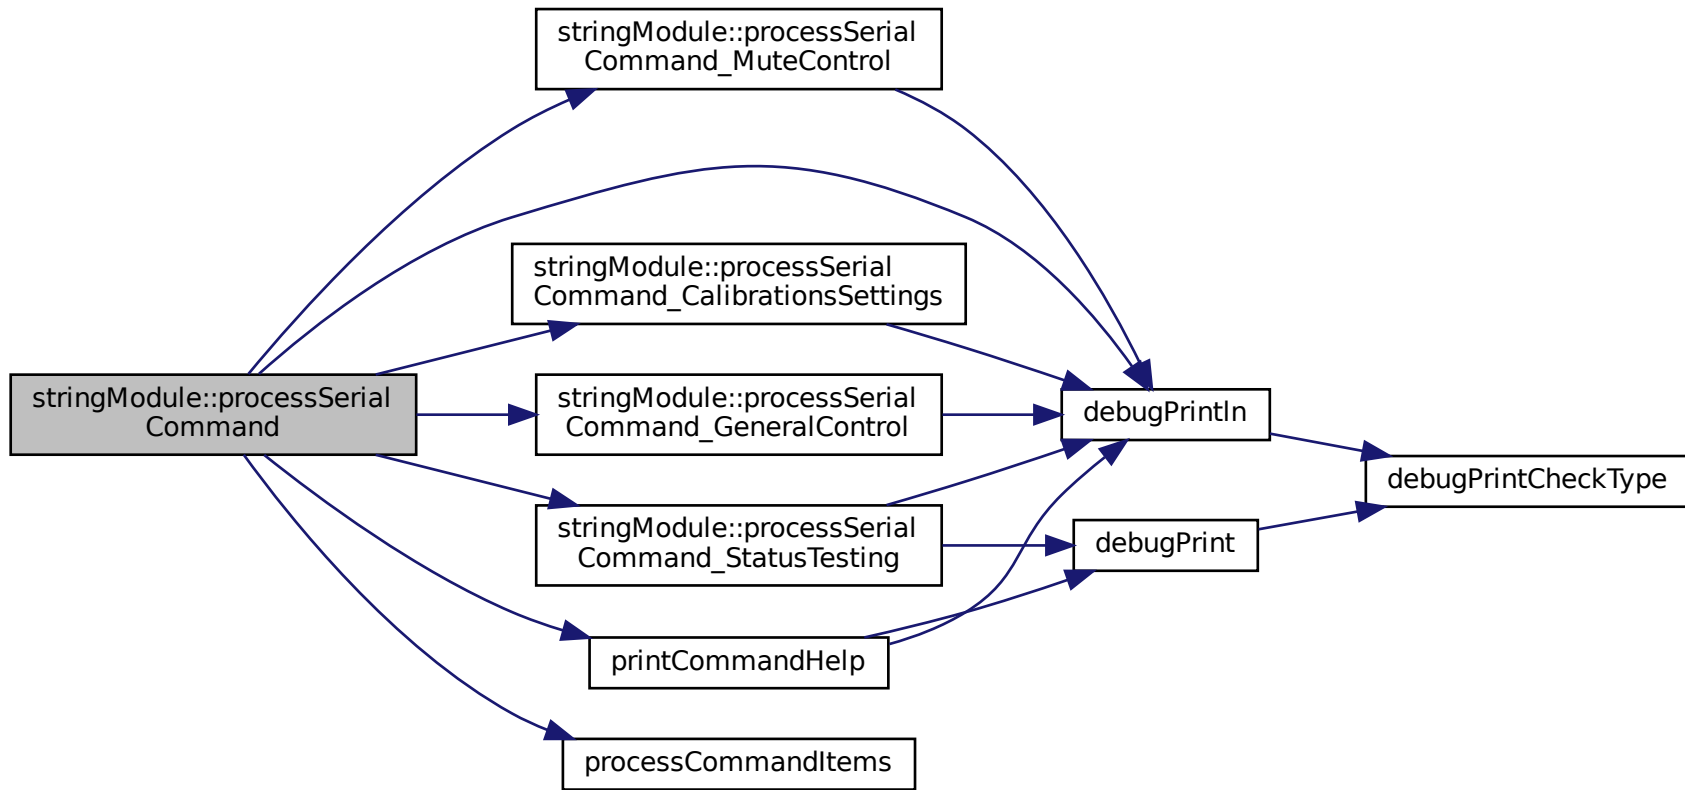 stringModule::processSerial
Command_MuteControl
stringModule::processSerial
Command_CalibrationsSettings
stringModule::processSerial
Command
stringModule::processSerial
Command_GeneralControl
debugPrintln
debugPrintCheckType
stringModule::processSerial
Command_StatusTesting
debugPrint
printCommandHelp
processCommandItems